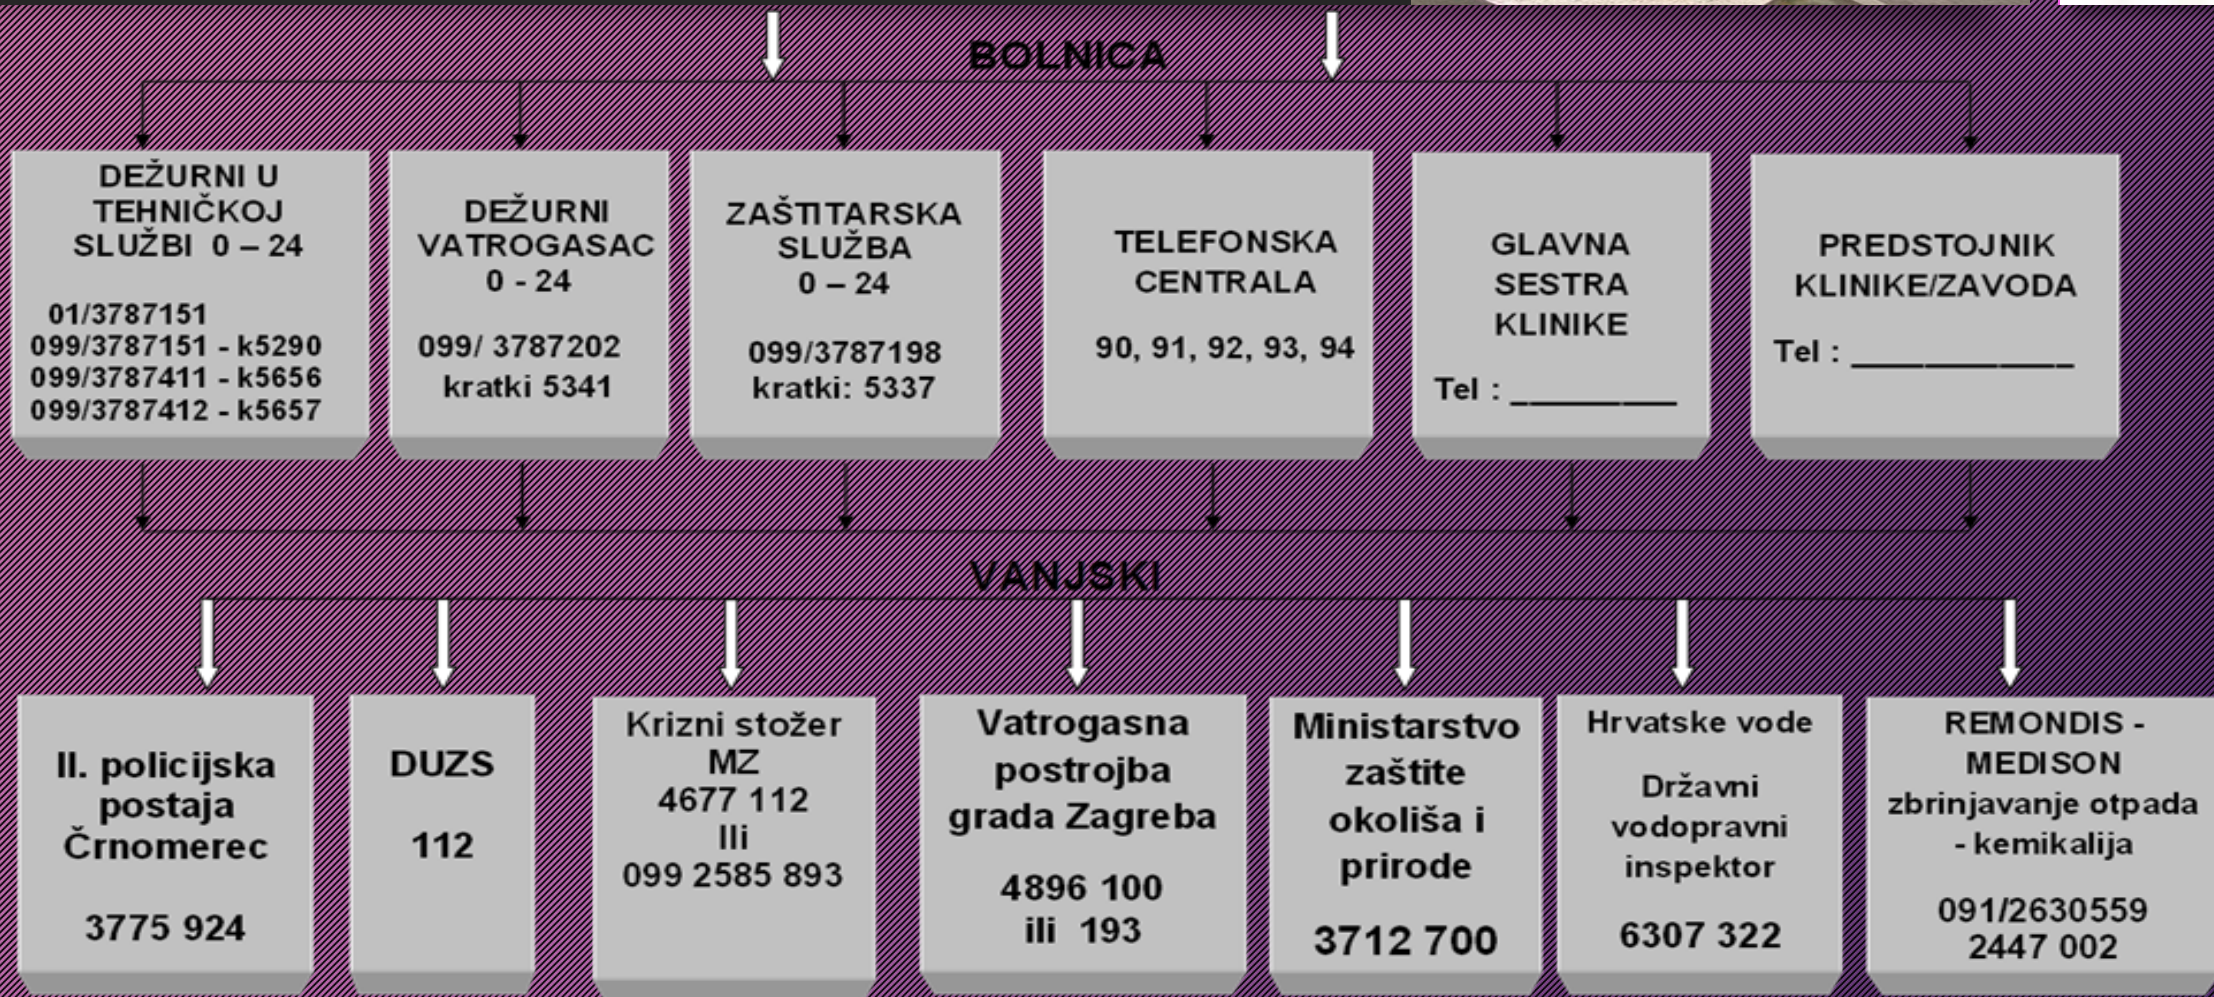 BOLNICA
DEŽURNI U
TEHNIČKOJ
SLUŽBI 0 – 24
01/3787151
099/3787151 - k5290
099/3787411 - k5656
099/3787412 - k5657
DEŽURNI
VATROGASAC
0 - 24
099/ 3787202
kratki 5341
ZAŠTITARSKA
SLUŽBA
0 – 24
099/3787198
kratki: 5337
TELEFONSKA
CENTRALA
90, 91, 92, 93, 94
GLAVNA
SESTRA
KLINIKE
Tel : _________
PREDSTOJNIK
KLINIKE/ZAVODA
Tel : ____________
VANJSKI
II. policijska
postaja
Črnomerec
3775 924
DUZS
112
Krizni stožer
MZ
4677 112
Ili
099 2585 893
Vatrogasna
postrojba
grada Zagreba
4896 100
ili 193
Ministarstvo
zaštite
okoliša i
prirode
3712 700
Hrvatske vode
Državni
vodopravni
inspektor
6307 322
REMONDIS -
MEDISON
zbrinjavanje otpada
- kemikalija
091/2630559
2447 002